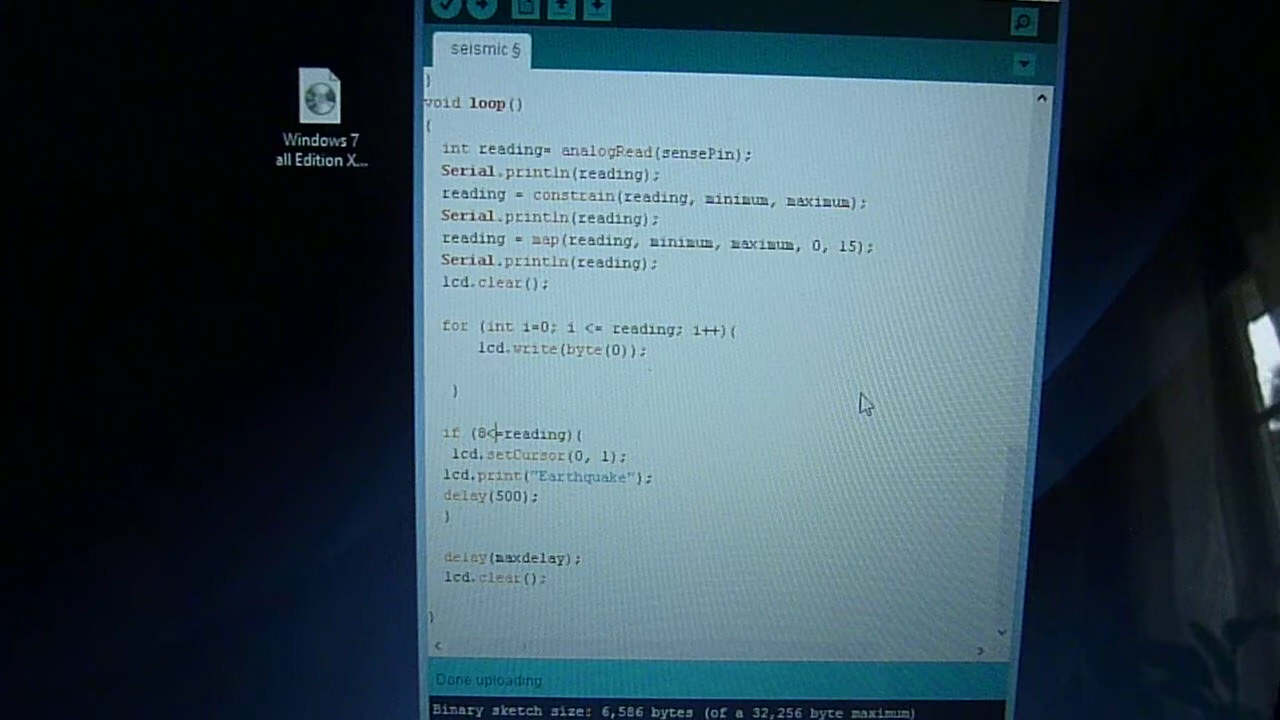 seismic §
Windows 7
all Edition X...
}
void loop()
{
int reading= analogRead(sensePin);
Serial.println(reading);
reading = constrain(reading, minimum, maximum);
Serial.println(reading);
reading = map(reading, minimum, maximum, 0, 15);
Serial.println(reading);
lcd.clear();
for (int i=0; i <= reading; i++){
lcd.write(byte(0));
}
if (8<=reading){
lcd.setCursor(0, 1);
lcd.print("Earthquake");
delay(500);
}
delay(maxdelay);
lcd.clear();
}
Done uploading
Binary sketch size: 6,586 bytes (of a 32,256 byte maximum)